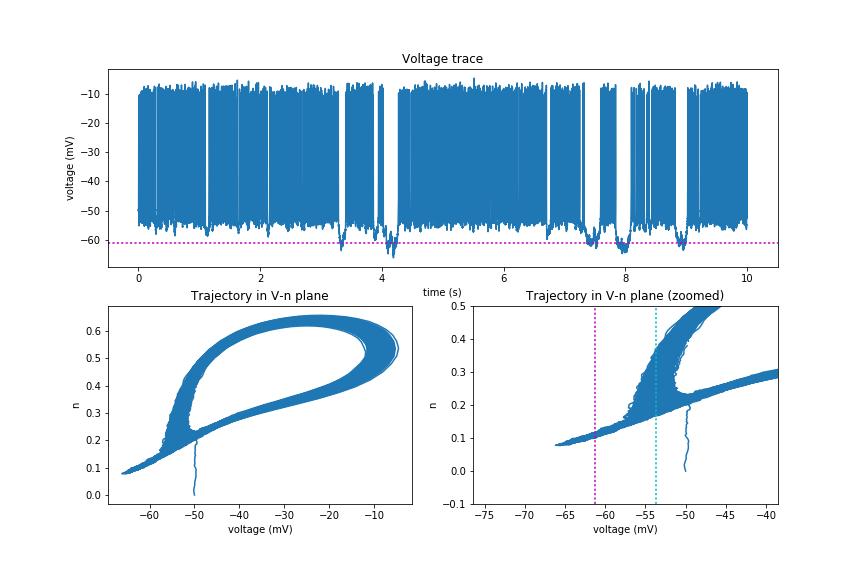 Voltage trace
voltage (mV)
−10
−20
−30
−40
−50
−60
0 2 4 6 8 10
time (s)
Trajectory in V-n plane
n
0.6
0.5
0.4
0.3
0.2
0.1
0.0
−60 −50 −40 −30 −20 −10
voltage (mV)
Trajectory in V-n plane (zoomed)
n
0.5
0.4
0.3
0.2
0.1
0.0
−0.1
−75 −70 −65 −60 −55 −50 −45 −40
voltage (mV)